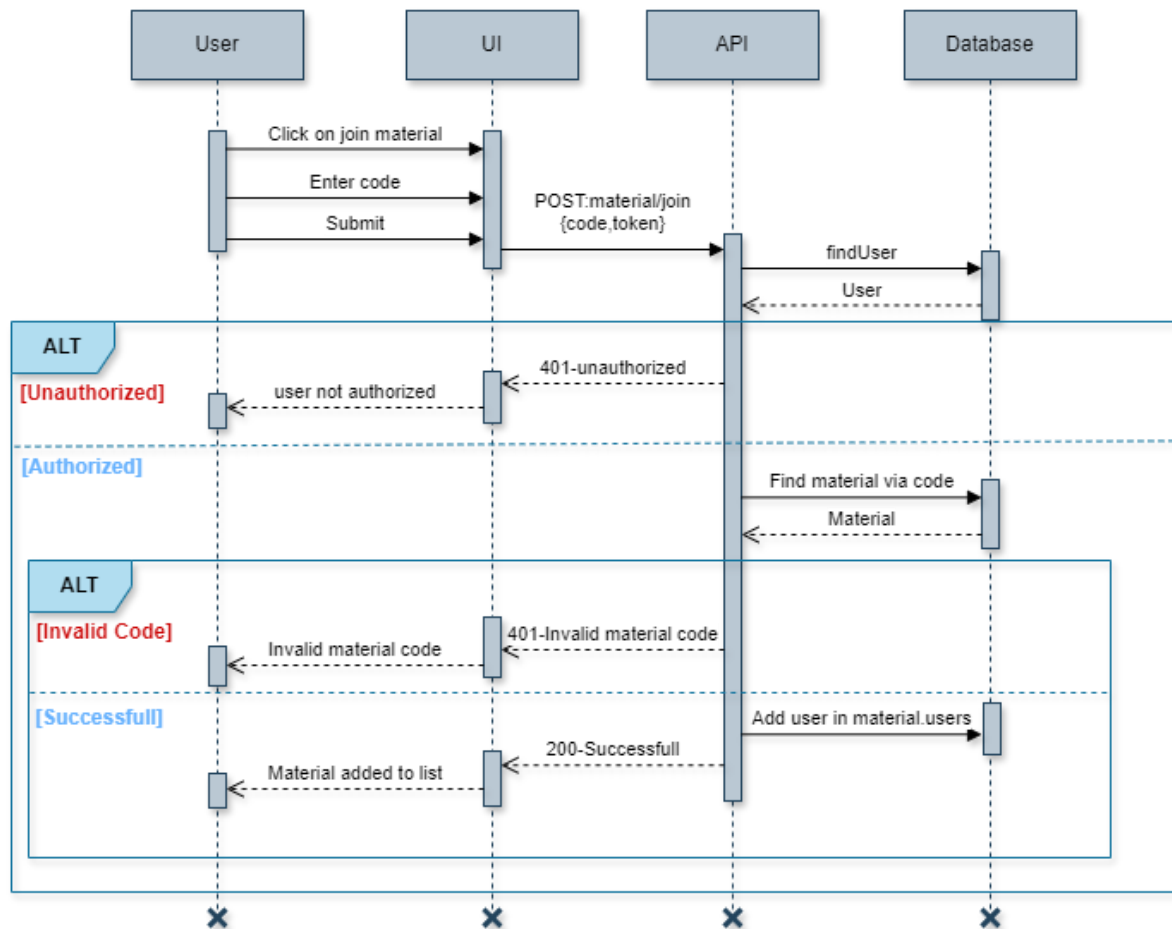 User
UI
API
Database
Click on join material
Enter code
Submit
POST:material/join
{code,token}
findUser
User
ALT
[Unauthorized]
401-unauthorized
user not authorized
[Authorized]
Find material via code
Material
ALT
[Invalid Code]
401-Invalid material code
Invalid material code
[Successfull]
Add user in material.users
200-Successfull
Material added to list